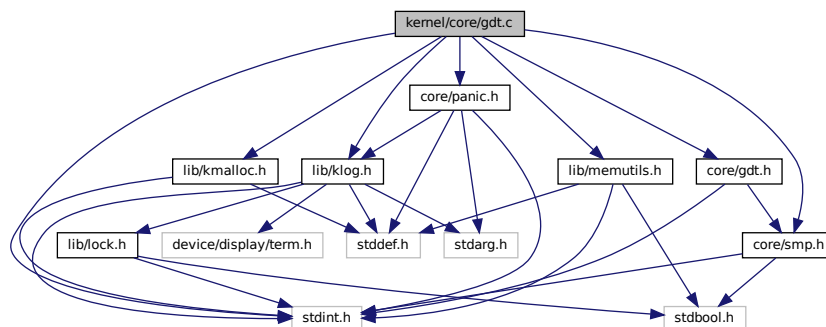 kernel/core/gdt.c
core/panic.h
lib/kmalloc.h
lib/klog.h
lib/memutils.h
core/gdt.h
lib/lock.h
device/display/term.h
stddef.h
stdarg.h
core/smp.h
stdint.h
stdbool.h